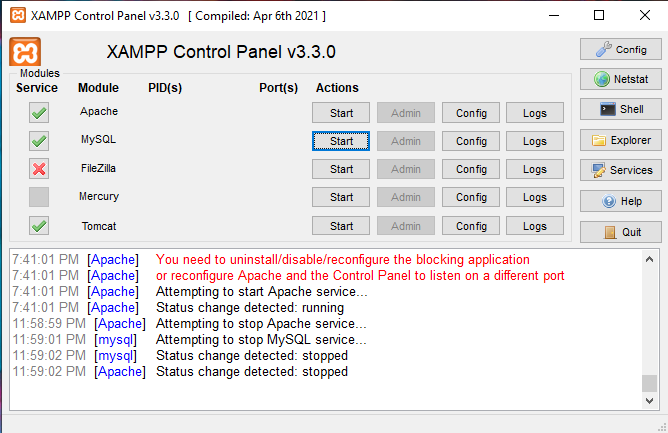 XAMPP Control Panel v3.3.0 [ Compiled: Apr 6th 2021 ]
XAMPP Control Panel v3.3.0
Config
Modules
Service Module PID(s) Port(s) Actions
Netstat
Apache Start Admin Config Logs
Shell
MySQL Start Admin Config Logs
Explorer
FileZilla Start Admin Config Logs
Services
Mercury Start Admin Config Logs
Help
Tomcat Start Admin Config Logs
Quit
7:41:01 PM [Apache] You need to uninstall/disable/reconfigure the blocking application
7:41:01 PM [Apache] or reconfigure Apache and the Control Panel to listen on a different port
7:41:01 PM [Apache] Attempting to start Apache service...
7:41:01 PM [Apache] Status change detected: running
11:58:59 PM [Apache] Attempting to stop Apache service...
11:59:01 PM [mysql] Attempting to stop MySQL service...
11:59:02 PM [mysql] Status change detected: stopped
11:59:02 PM [Apache] Status change detected: stopped